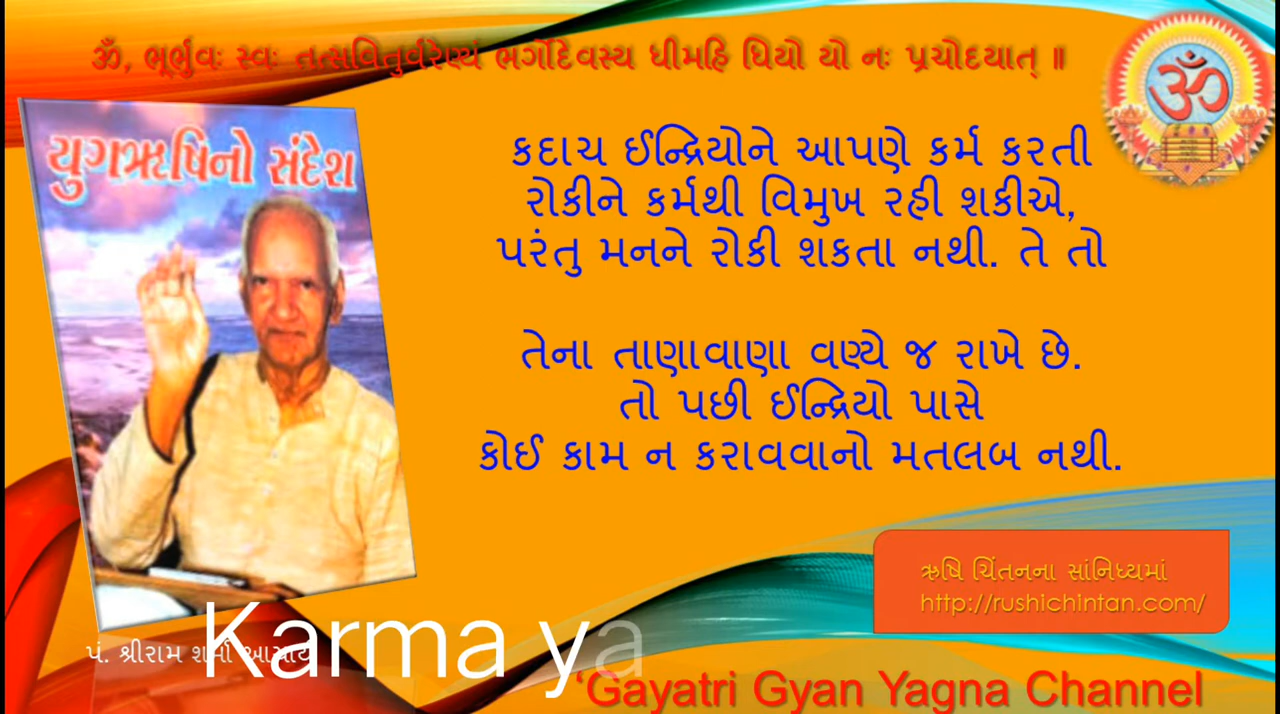 ૐ, ભૂર્ભુવઃ સ્વઃ તત્સવિતુર્વરેણ્યં ભર્ગોદેવસ્ય ધીમહિ ધિયો યો નઃ પ્રચોદયાત્ ॥
ૐ
યુગઋષિનો સંદેશ
કદાચ ઈન્દ્રિયોને આપણે કર્મ કરતી
રોકીને કર્મથી વિમુખ રહી શકીએ,
પરંતુ મનને રોકી શકતા નથી. તે તો
તેના તાણાવાણા વણ્યે જ રાખે છે.
તો પછી ઈન્દ્રિયો પાસે
કોઈ કામ ન કરાવવાનો મતલબ નથી.
ઋષિ ચિંતનના સાંનિધ્યમાં
http://rushichintan.com/
પં. શ્રીરામ શર્મા
Karma ya
‘Gayatri Gyan Yagna Channel